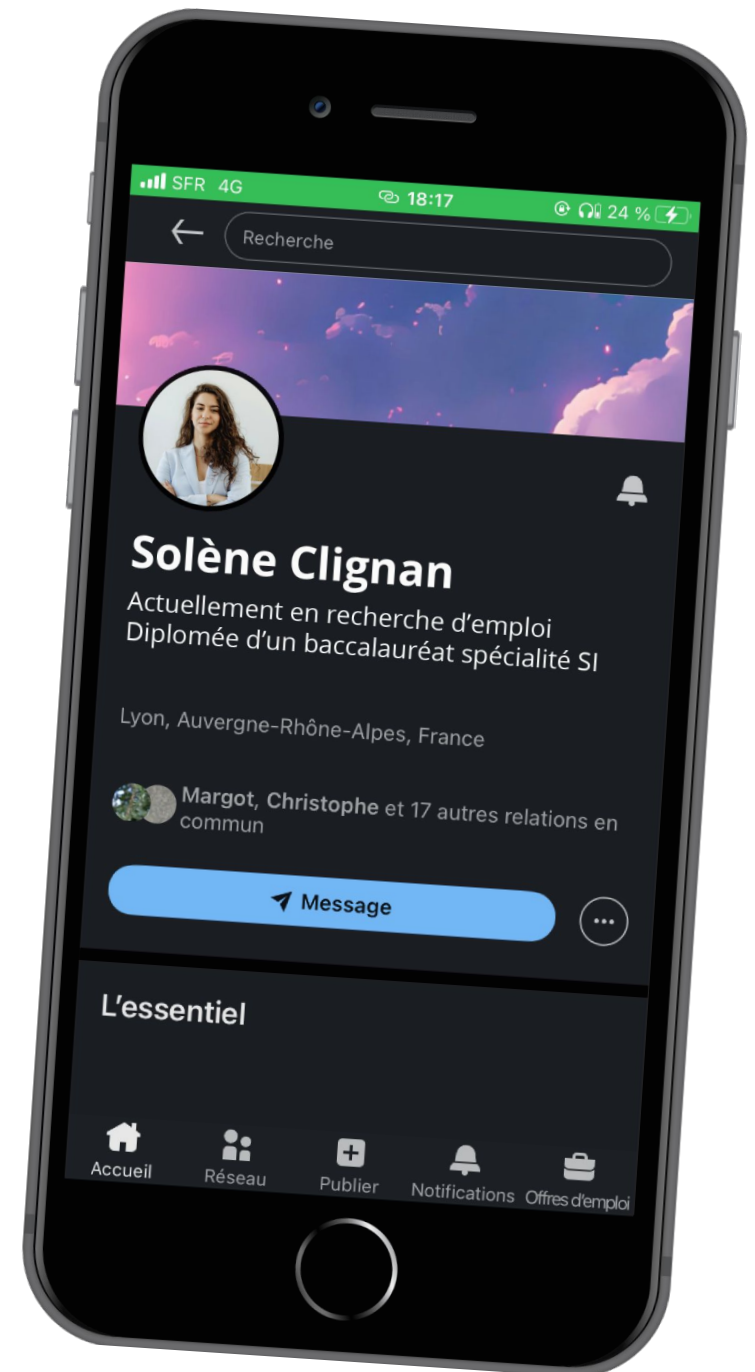 SFR 4G 18:17 24 %
Recherche
Solène Clignan
Actuellement en recherche d’emploi
Diplomée d’un baccalauréat spécialité SI
Lyon, Auvergne-Rhône-Alpes, France
Margot, Christophe et 17 autres relations en
commun
Message
L’essentiel
Accueil Réseau Publier Notifications Offres d’emploi